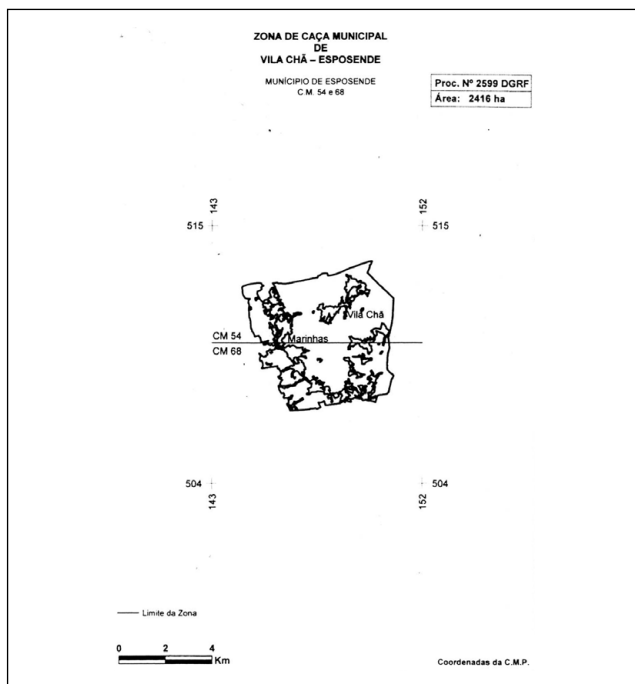 ZONA DE CAÇA MUNICIPAL
DE
VILA CHÃ – ESPOSENDE
MUNÍCIPIO DE ESPOSENDE
C.M. 54 e 68
Proc. Nº 2599 DGRF
Área: 2416 ha
143
152
515
515
Vila Chã
CM 54
Marinhas
CM 68
504
504
143
152
Limite da Zona
0 2 4
Km
Coordenadas da C.M.P.